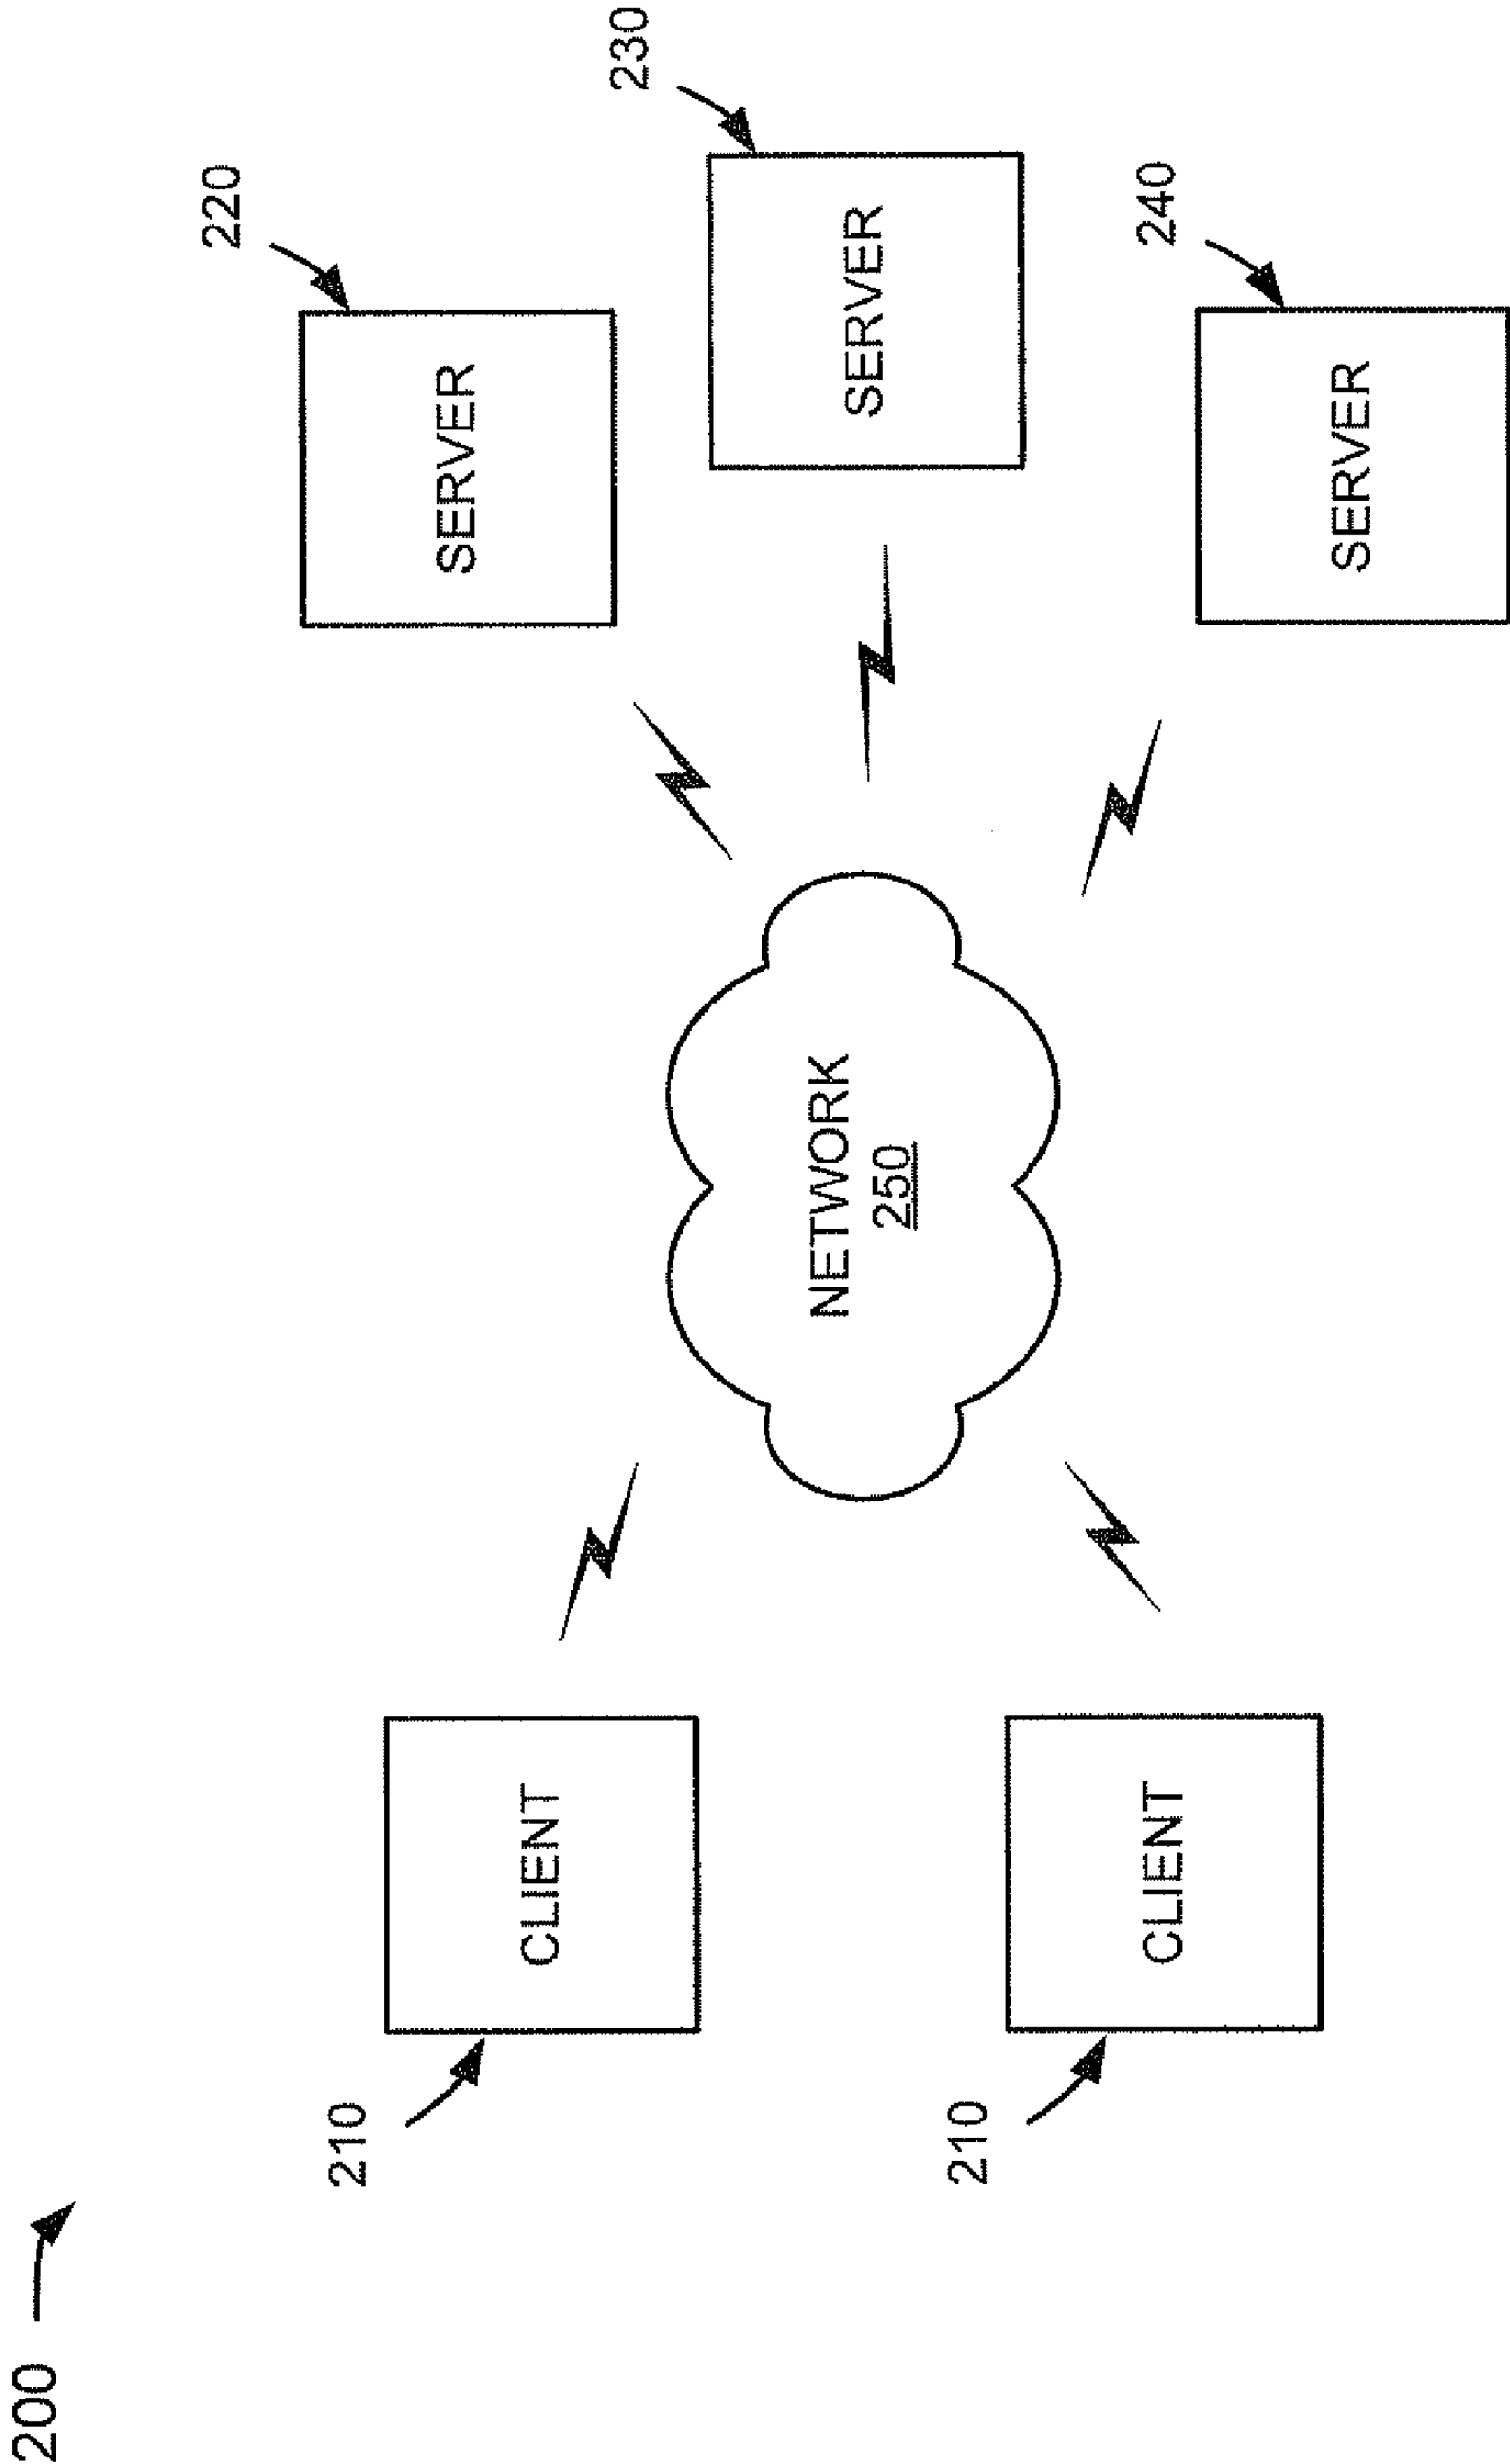 200
210
CLIENT
210
CLIENT
NETWORK
250
220
SERVER
230
SERVER
240
SERVER